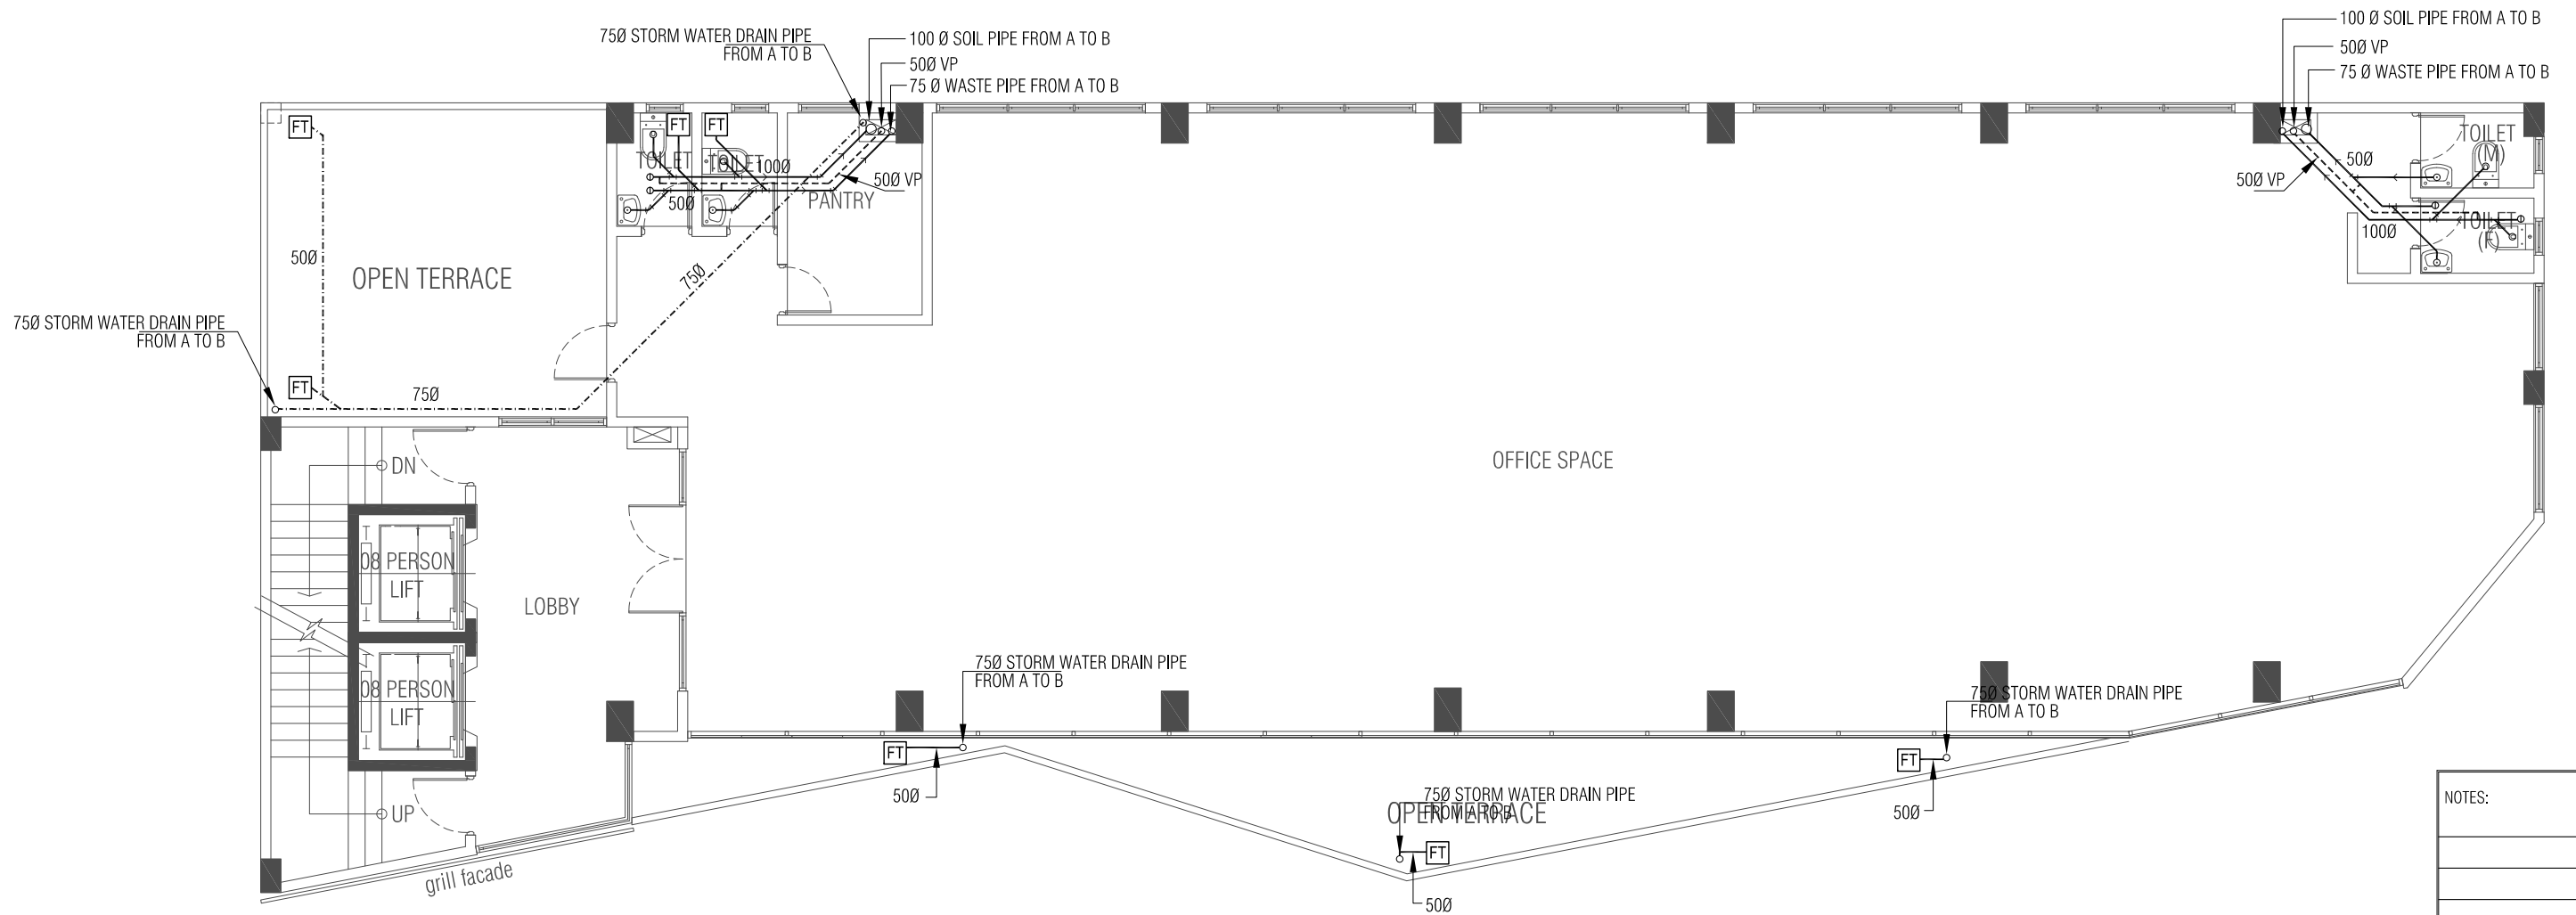 100 Ø SOIL PIPE FROM A TO B
50Ø VP
75 Ø WASTE PIPE FROM A TO B
75Ø STORM WATER DRAIN PIPE
FROM A TO B
100 Ø SOIL PIPE FROM A TO B
50Ø VP
75 Ø WASTE PIPE FROM A TO B
FT
FT
FT
TOILET
TOILET
100Ø
50Ø VP
50Ø
PANTRY
TOILET
(M)
50Ø
50Ø VP
TOILET
(F)
100Ø
50Ø
OPEN TERRACE
75Ø
75Ø STORM WATER DRAIN PIPE
FROM A TO B
FT
75Ø
OFFICE SPACE
DN
08 PERSON
LIFT
LOBBY
08 PERSON
LIFT
UP
grill facade
75Ø STORM WATER DRAIN PIPE
FROM A TO B
FT
50Ø
75Ø STORM WATER DRAIN PIPE
FROM A TO B
FT
50Ø
75Ø STORM WATER DRAIN PIPE
FROM A TO B
OPEN TERRACE
FT
50Ø
NOTES: